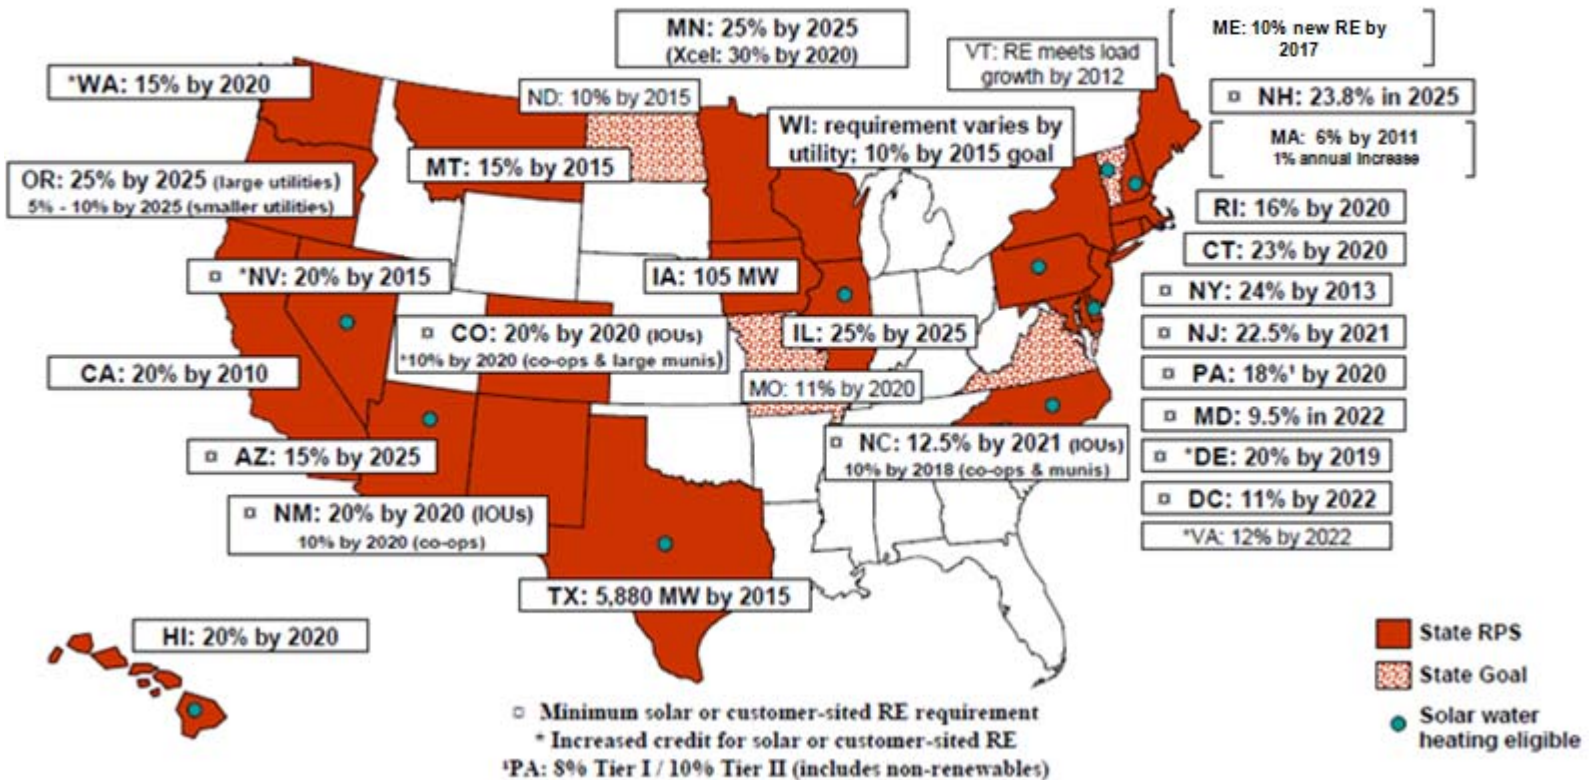 MN: 25% by 2025
(Xcel: 30% by 2020)
ME: 10% new RE by
2017
VT: RE meets load
growth by 2012
*WA: 15% by 2020
ND: 10% by 2015
¤ NH: 23.8% in 2025
WI: requirement varies by
utility; 10% by 2015 goal
MA: 6% by 2011
1% annual Increase
MT: 15% by 2015
OR: 25% by 2025 (large utilities)
5% - 10% by 2025 (smaller utilities)
RI: 16% by 2020
CT: 23% by 2020
¤ *NV: 20% by 2015
IA: 105 MW
¤ NY: 24% by 2013
¤ CO: 20% by 2020 (IOUs)
*10% by 2020 (co-ops & large munis)
IL: 25% by 2025
¤ NJ: 22.5% by 2021
CA: 20% by 2010
MO: 11% by 2020
¤ PA: 18%¹ by 2020
¤ MD: 9.5% in 2022
¤ AZ: 15% by 2025
¤ NC: 12.5% by 2021 (IOUs)
10% by 2018 (co-ops & munis)
¤ *DE: 20% by 2019
¤ DC: 11% by 2022
¤ NM: 20% by 2020 (IOUs)
10% by 2020 (co-ops)
*VA: 12% by 2022
TX: 5,880 MW by 2015
HI: 20% by 2020
State RPS
State Goal
Solar water
heating eligible
¤ Minimum solar or customer-sited RE requirement
* Increased credit for solar or customer-sited RE
¹PA: 8% Tier I / 10% Tier II (includes non-renewables)